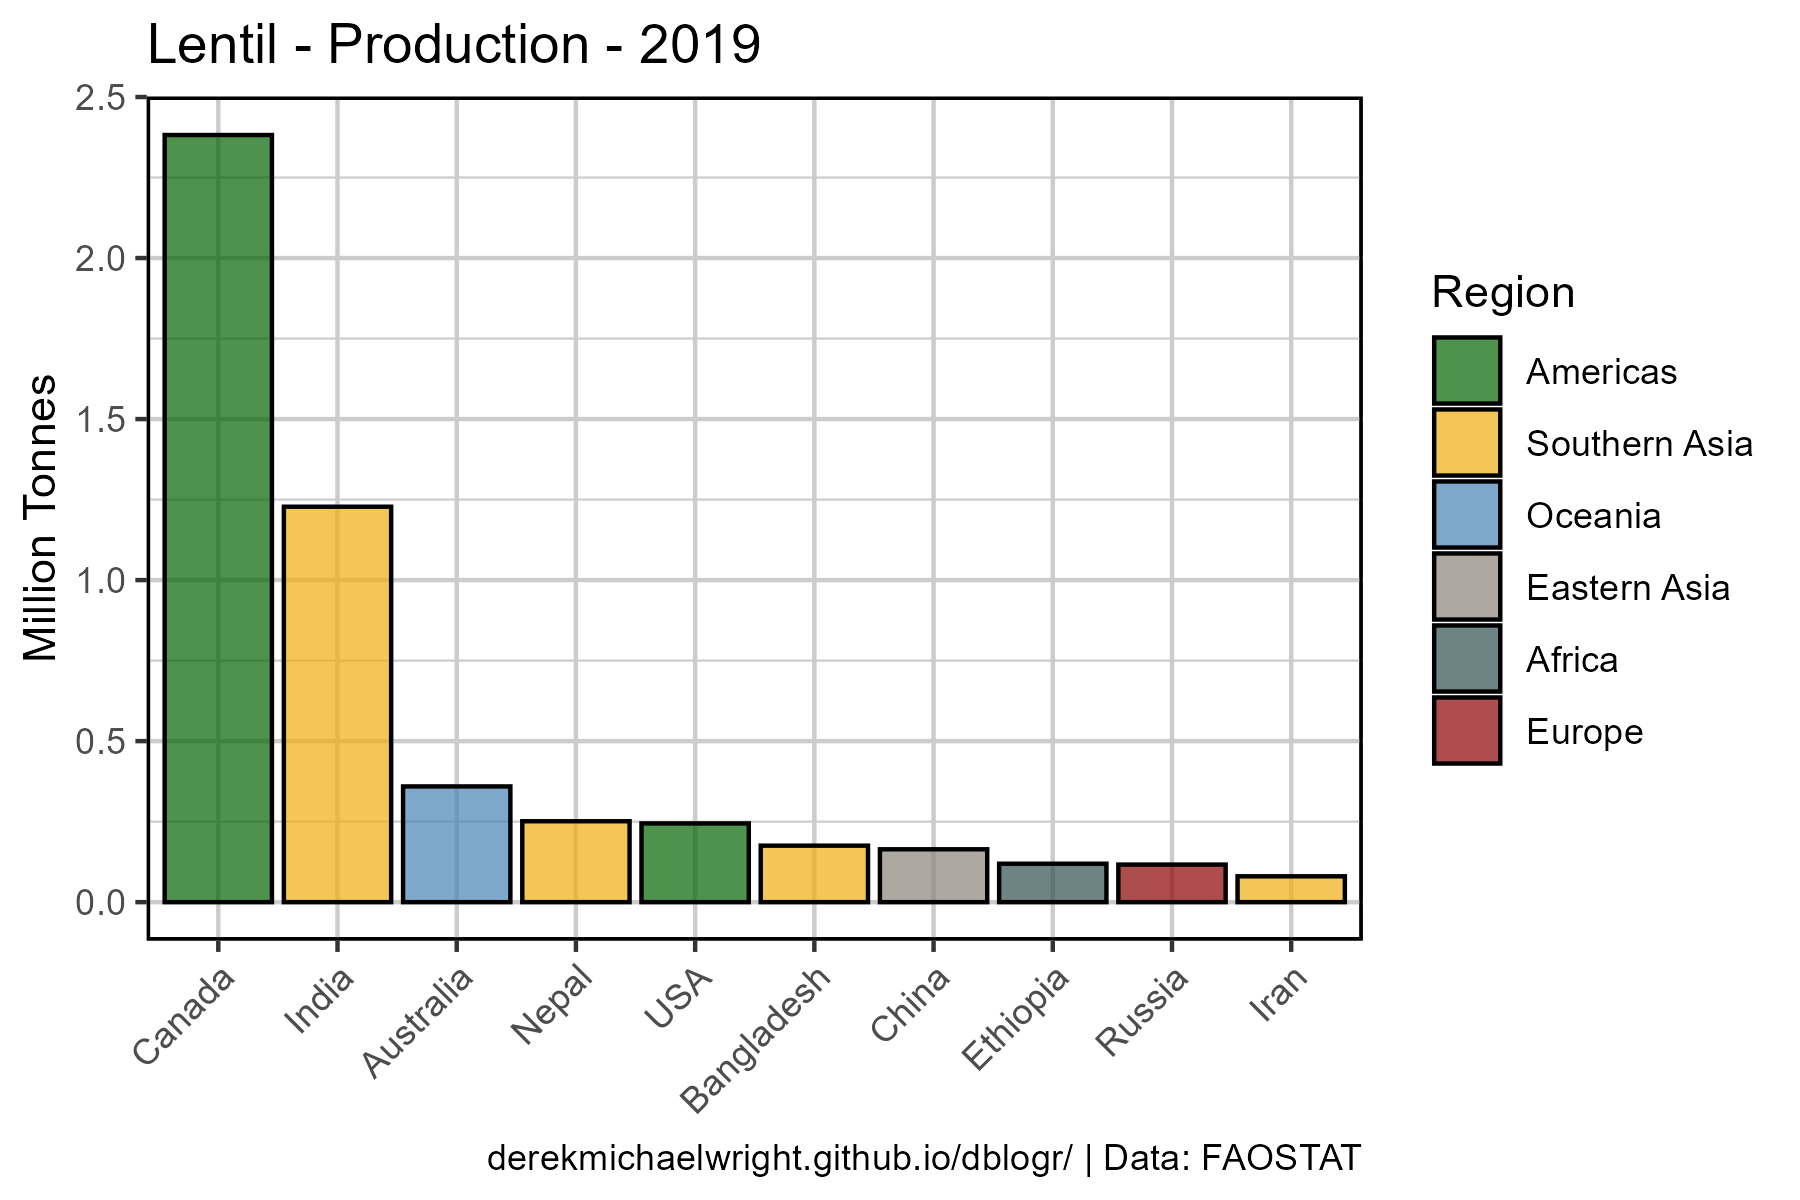 Lentil - Production - 2019
Million Tonnes
2.5
2.0
1.5
1.0
0.5
0.0
Canada
India
Australia
Nepal
USA
Bangladesh
China
Ethiopia
Russia
Iran
Region
Americas
Southern Asia
Oceania
Eastern Asia
Africa
Europe
derekmichaelwright.github.io/dblogr/ | Data: FAOSTAT